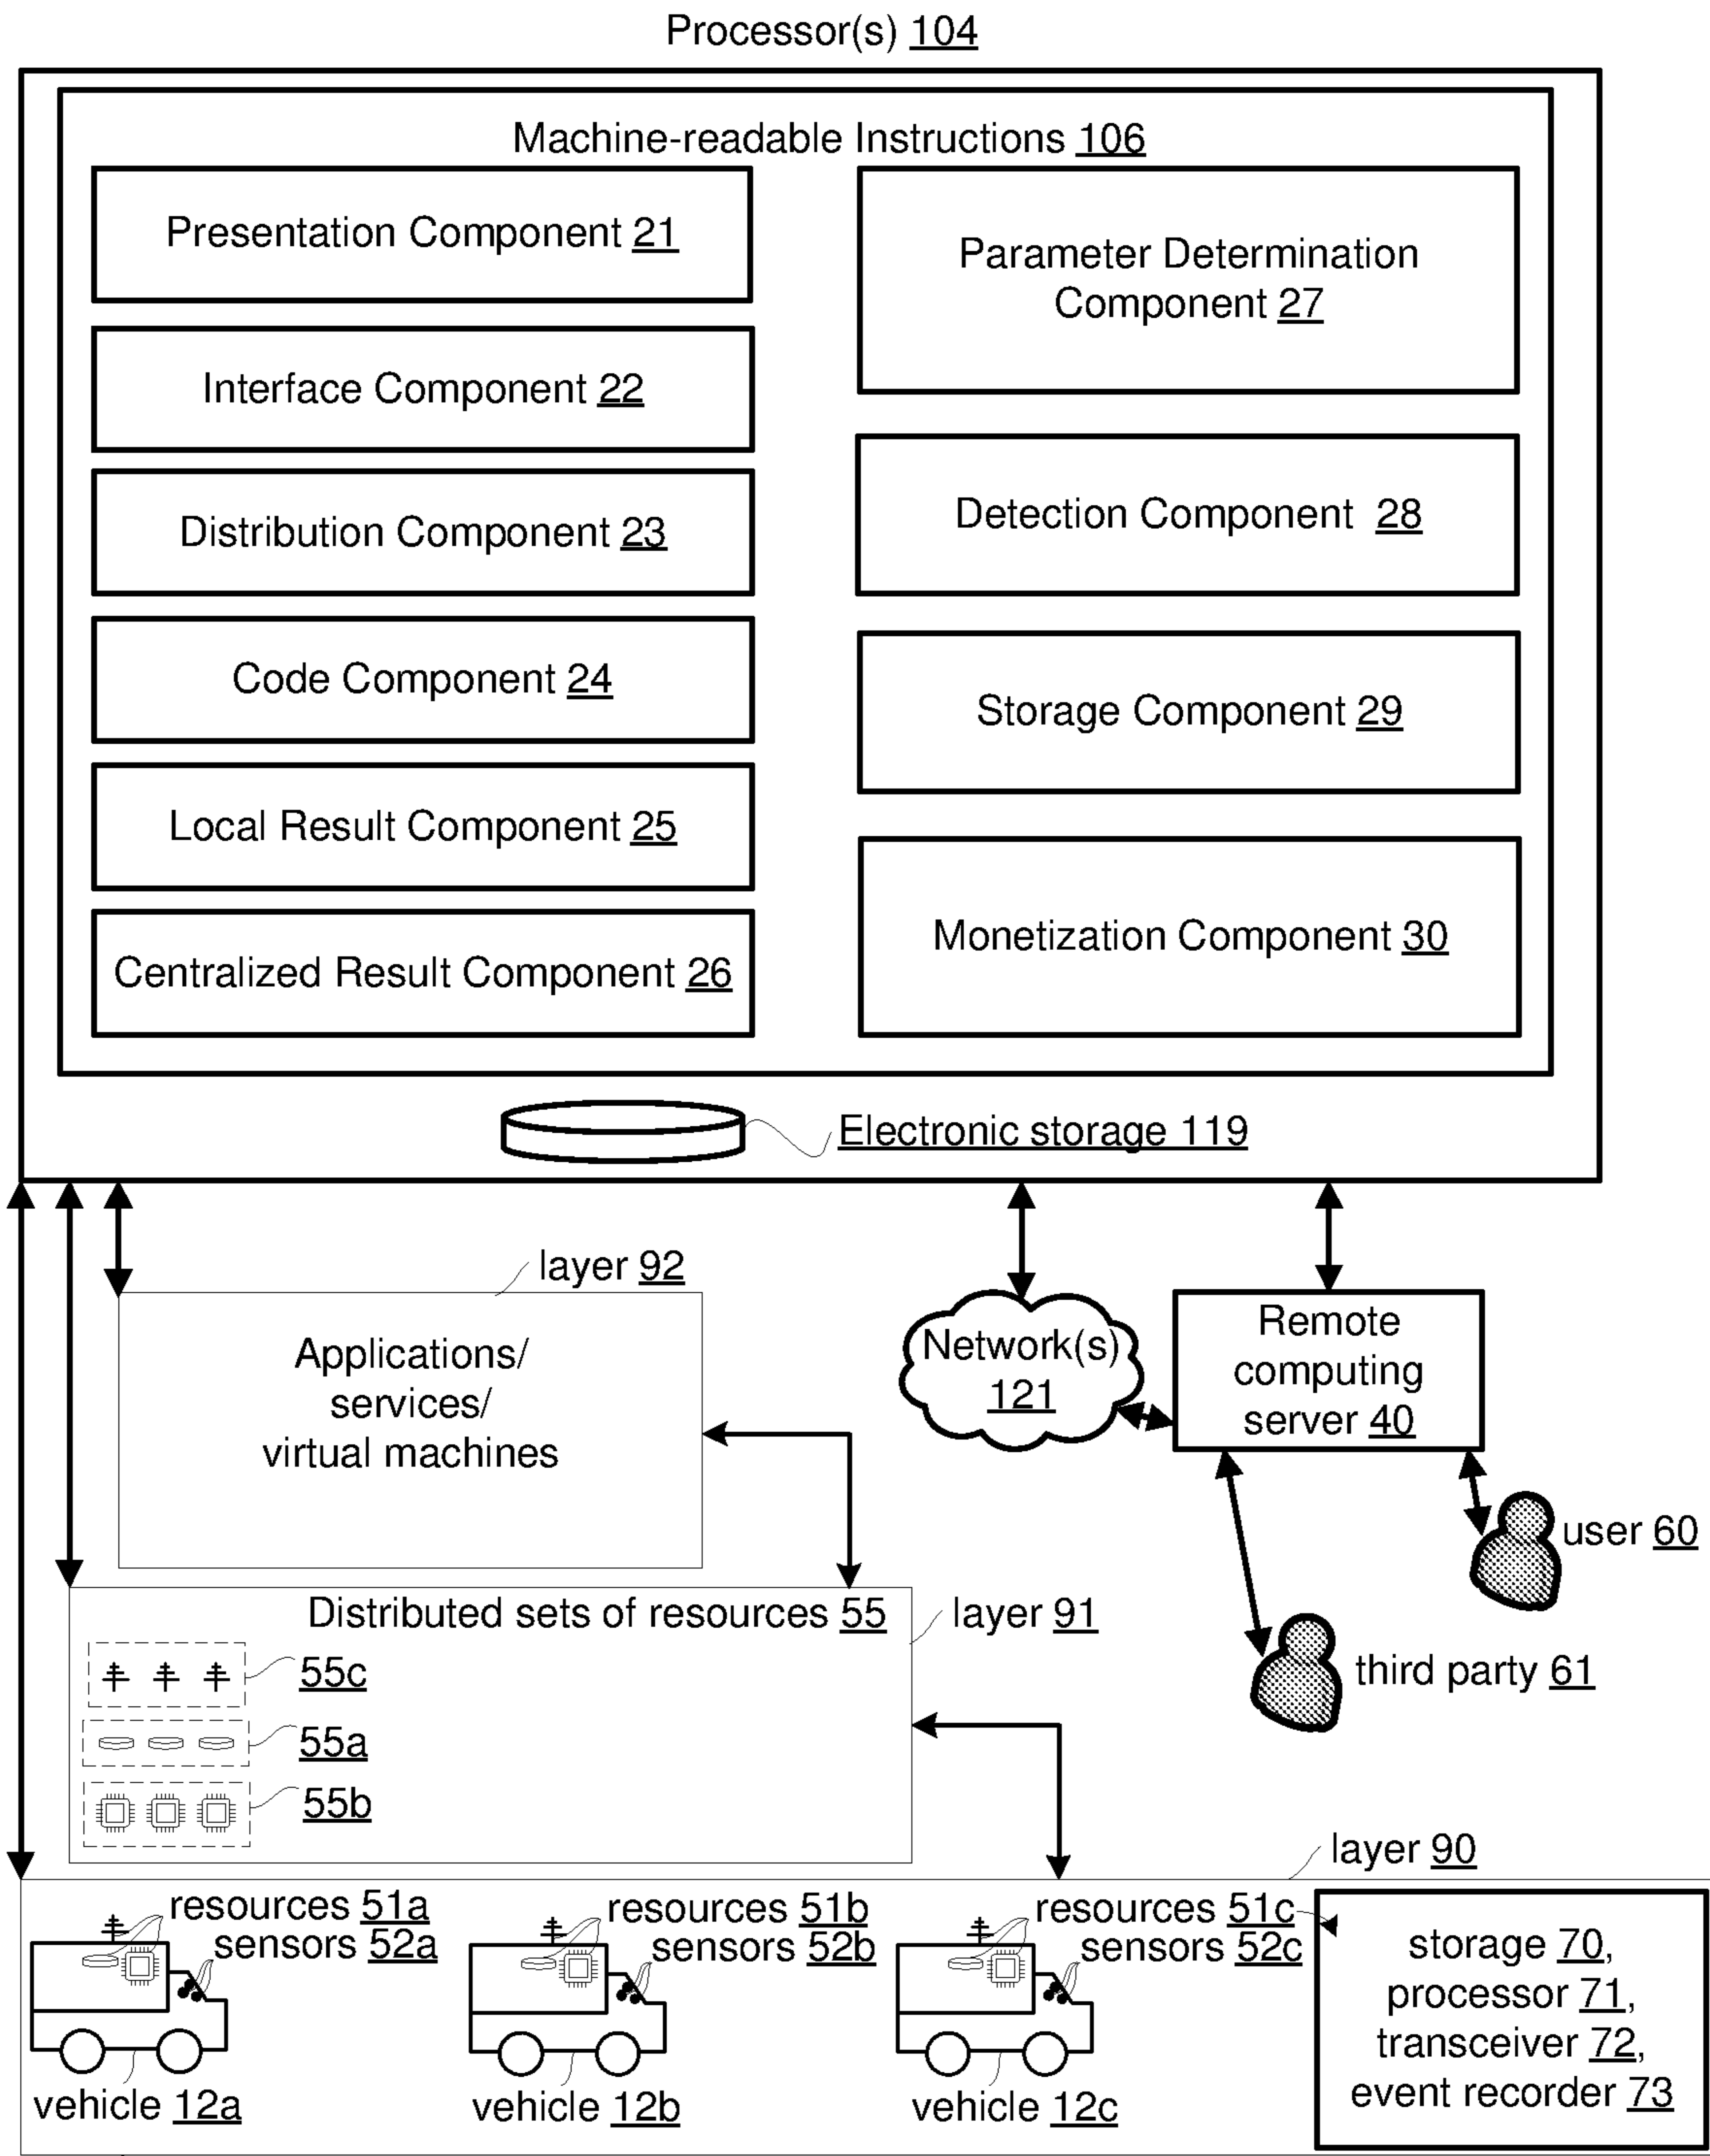 Processor(s) 104
Machine-readable Instructions 106
Presentation Component 21
Interface Component 22
Distribution Component 23
Code Component 24
Local Result Component 25
Centralized Result Component 26
Parameter Determination
Component 27
Detection Component 28
Storage Component 29
Monetization Component 30
Electronic storage 119
layer 92
Applications/
services/
virtual machines
Network(s)
121
Remote
computing
server 40
user 60
third party 61
Distributed sets of resources 55
layer 91
55c
55a
55b
layer 90
resources 51a
sensors 52a
vehicle 12a
resources 51b
sensors 52b
vehicle 12b
resources 51c
sensors 52c
vehicle 12c
storage 70,
processor 71,
transceiver 72,
event recorder 73